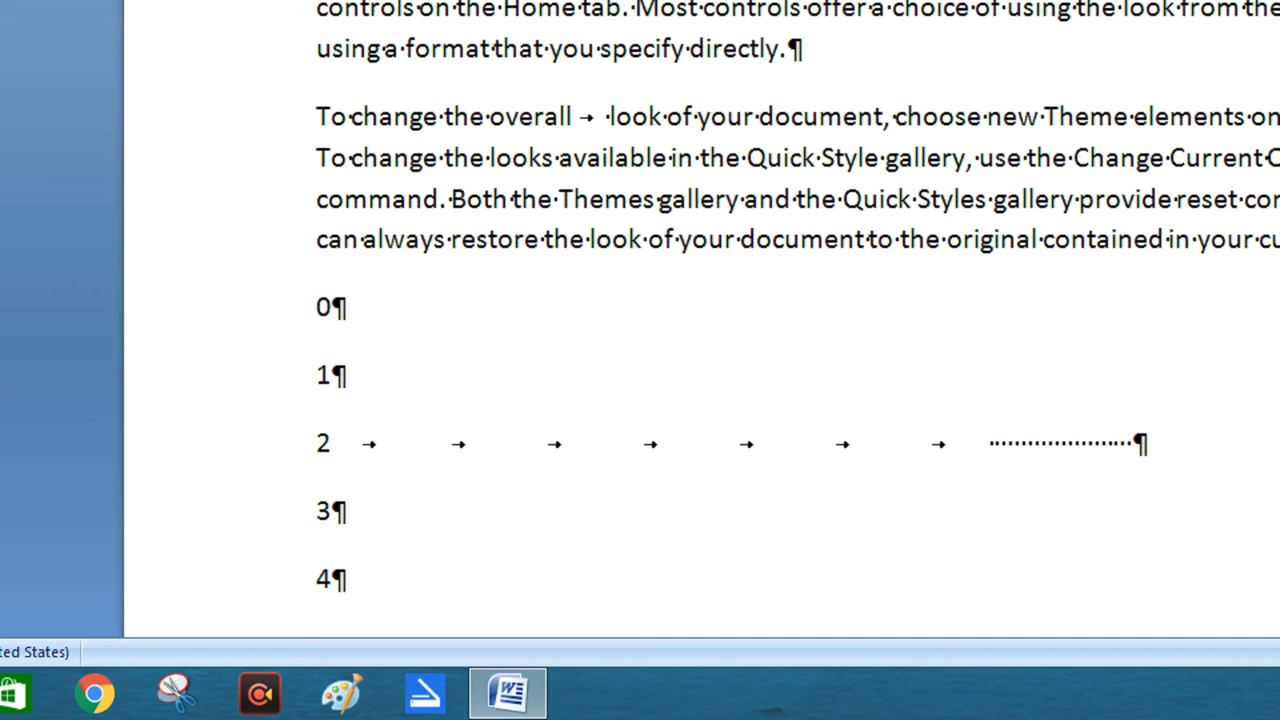 controls·on·the·Home·tab.·Most·controls·offer·a·choice·of·using·the·look·from·the
using·a·format·that·you·specify·directly.¶
To·change·the·overall → ·look·of·your·document,·choose·new·Theme·elements·on
To·change·the·looks·available·in·the·Quick·Style·gallery,·use·the·Change·Current·
command.·Both·the·Themes·gallery·and·the·Quick·Styles·gallery·provide·reset·
can·always·restore·the·look·of·your·document·to·the·original·contained·in·your·
0¶
1¶
2 → → → → → → → ·····················¶
3¶
4¶
States)